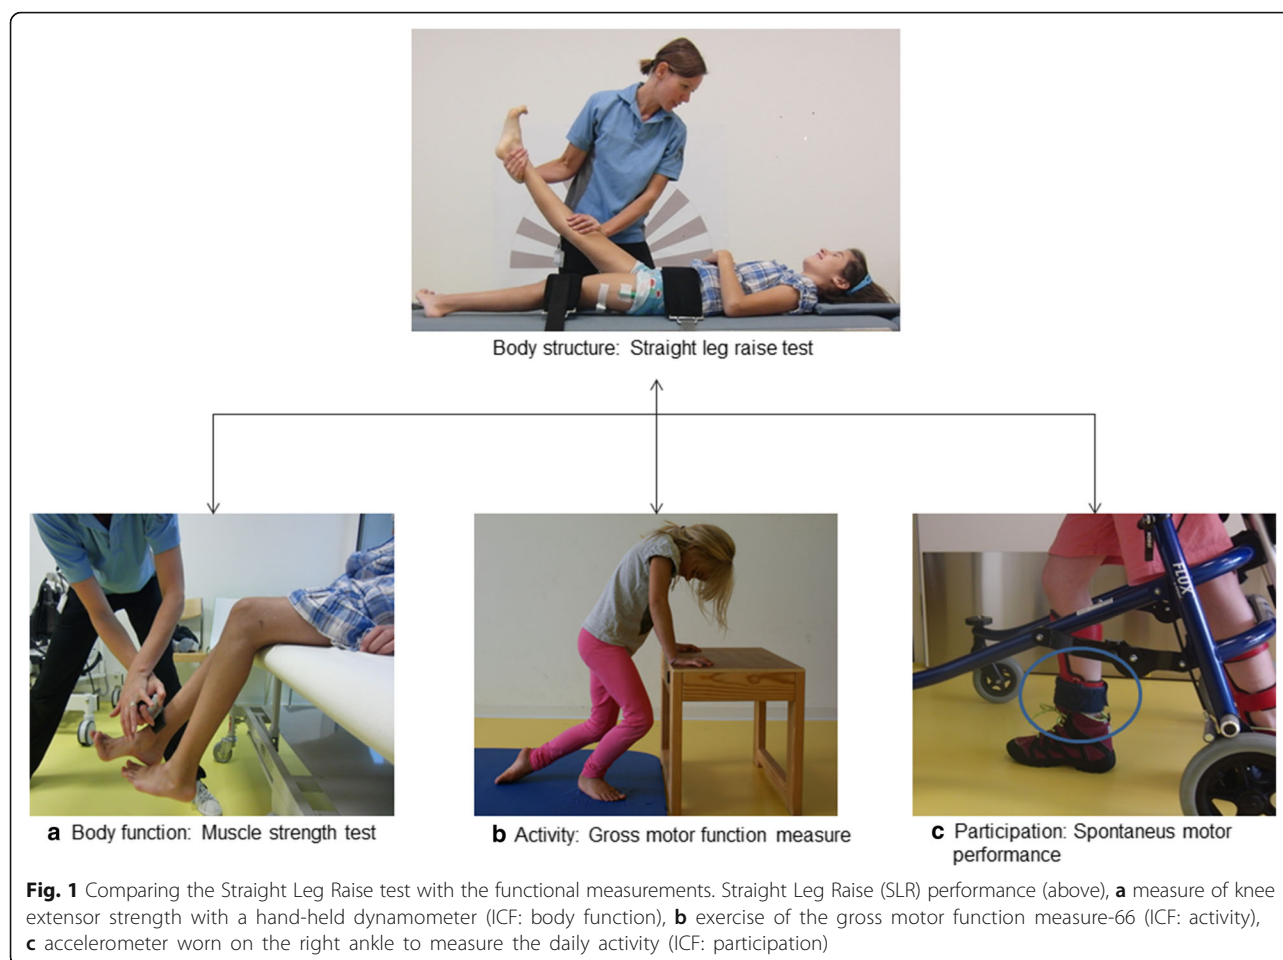 Body structure: Straight leg raise test
FLUX
a Body function: Muscle strength test
b Activity: Gross motor function measure
c Participation: Spontaneus motor
performance
Fig. 1 Comparing the Straight Leg Raise test with the functional measurements. Straight Leg Raise (SLR) performance (above), a measure of knee
extensor strength with a hand-held dynamometer (ICF: body function), b exercise of the gross motor function measure-66 (ICF: activity),
c accelerometer worn on the right ankle to measure the daily activity (ICF: participation)